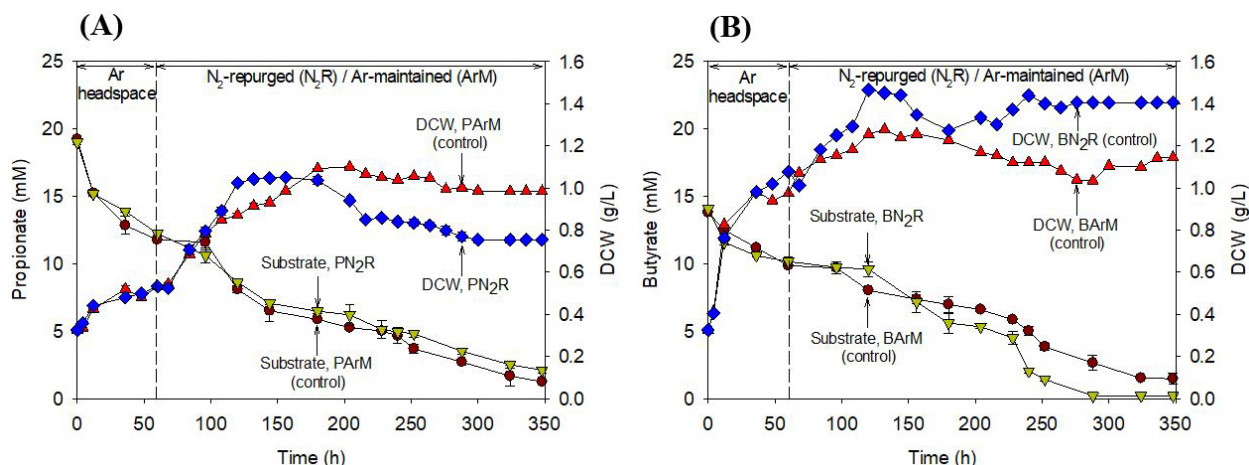 (A)
25
20
15
10
5
0
Propionate (mM)
Ar
headspace
N2-repurged (N2R) / Ar-maintained (ArM)
DCW, PArM
(control)
Substrate, PN2R
DCW, PN2R
Substrate, PArM
(control)
1.6
1.4
1.2
1.0
0.8
0.6
0.4
0.2
0.0
DCW (g/L)
0 50 100 150 200 250 300 350
Time (h)
(B)
25
20
15
10
5
0
Butyrate (mM)
Ar
headspace
N2-repurged (N2R) / Ar-maintained (ArM)
DCW, BN2R (control)
Substrate, BN2R
DCW, BArM
(control)
Substrate, BArM
(control)
1.6
1.4
1.2
1.0
0.8
0.6
0.4
0.2
0.0
DCW (g/L)
0 50 100 150 200 250 300 350
Time (h)